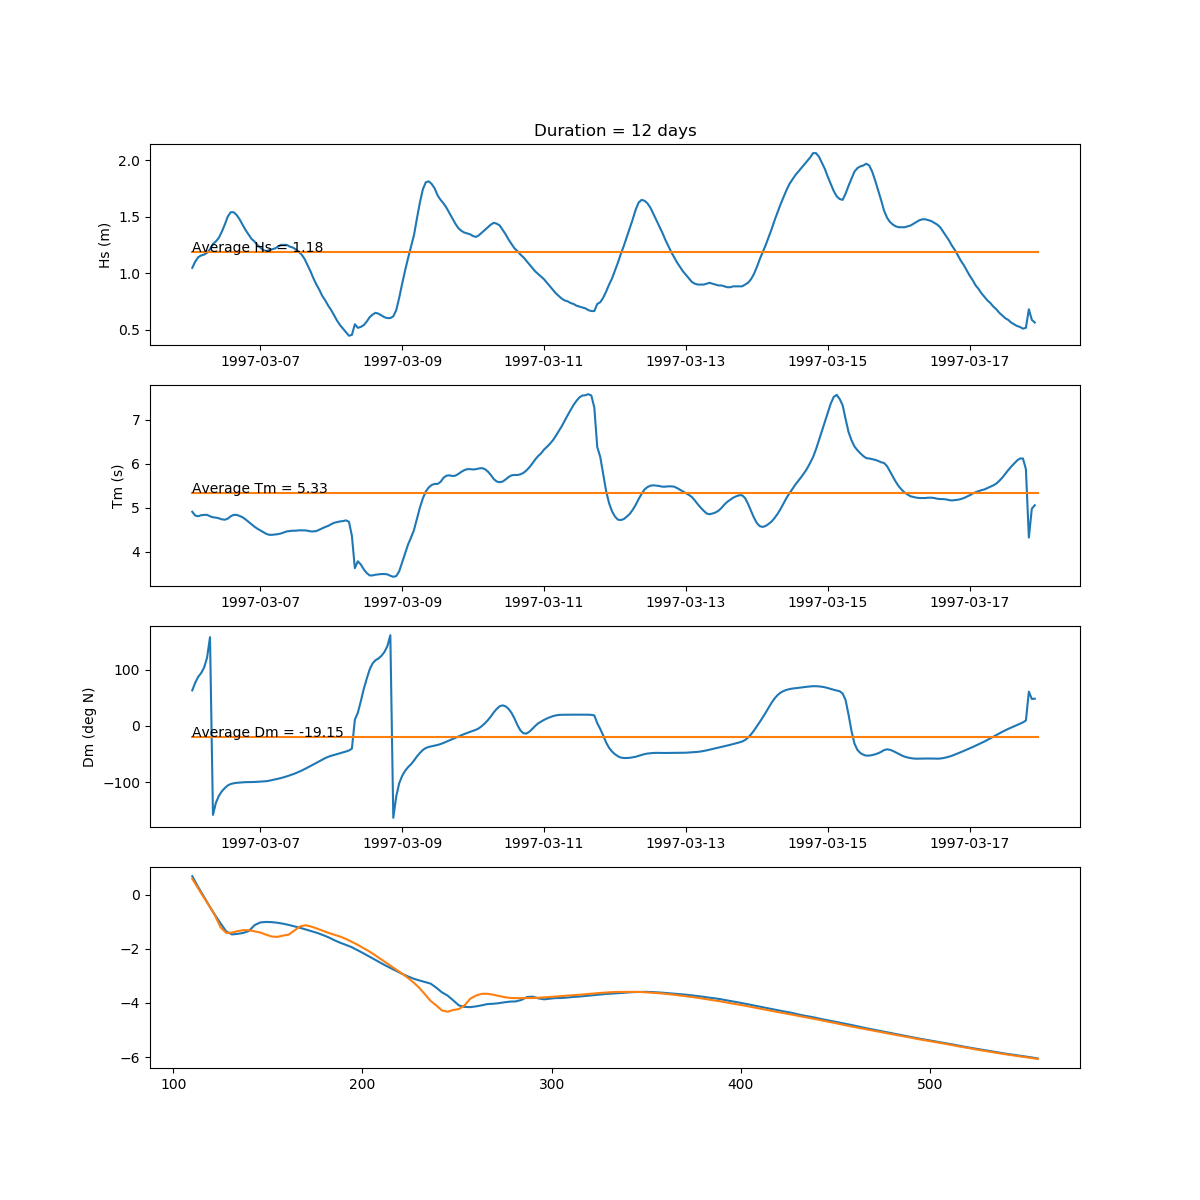 Duration = 12 days
2.0
1.5
1.0
0.5
Hs (m)
Average Hs = 1.18
1997-03-07 1997-03-09 1997-03-11 1997-03-13 1997-03-15 1997-03-17
7
6
5
4
Tm (s)
Average Tm = 5.33
1997-03-07 1997-03-09 1997-03-11 1997-03-13 1997-03-15 1997-03-17
100
0
−100
Dm (deg N)
Average Dm = -19.15
1997-03-07 1997-03-09 1997-03-11 1997-03-13 1997-03-15 1997-03-17
0
−2
−4
−6
100 200 300 400 500